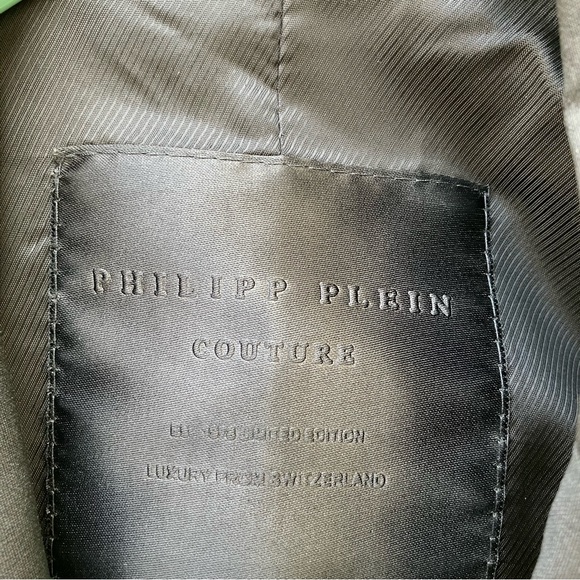 PHILIPP PLEIN
COUTURE
LIMITED EDITION
LUXURY FROM SWITZERLAND